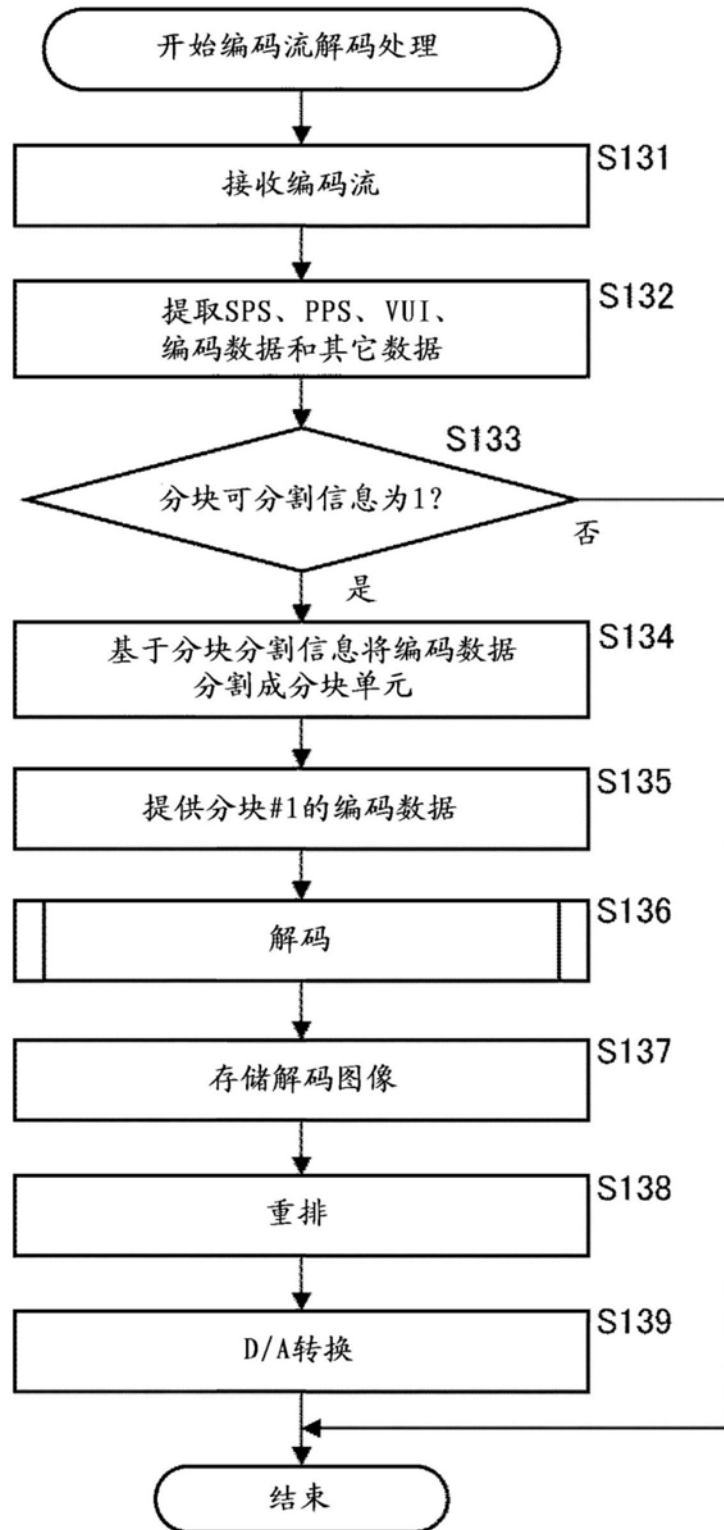 开始编码流解码处理
S131
接收编码流
S132
提取SPS、PPS、VUI、
编码数据和其它数据
S133
分块可分割信息为1?
否
是
S134
基于分块分割信息将编码数据
分割成分块单元
S135
提供分块#1的编码数据
S136
解码
S137
存储解码图像
S138
重排
S139
D/A转换
结束